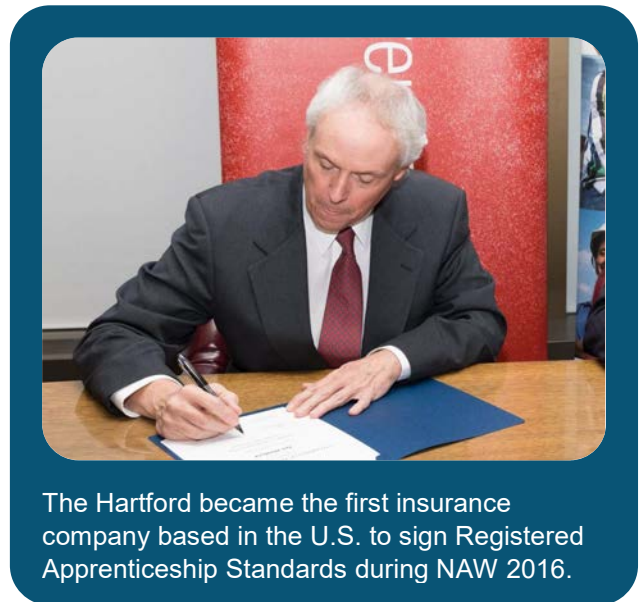 The Hartford became the first insurance
company based in the U.S. to sign Registered
Apprenticeship Standards during NAW 2016.